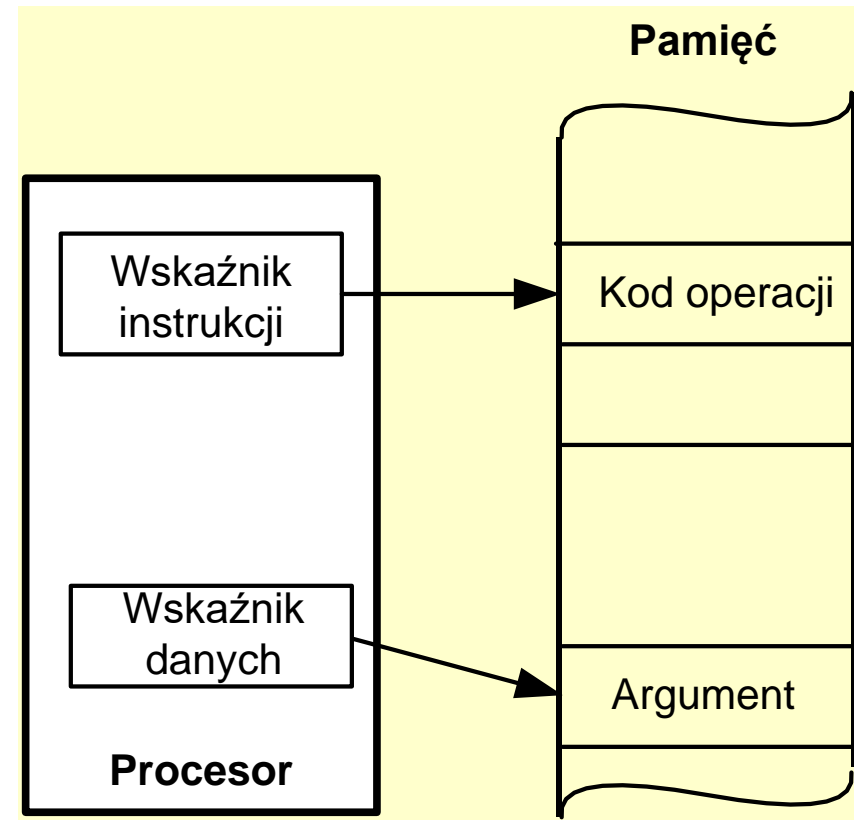 Pamięć
Wskaźnik
instrukcji
Kod operacji
Wskaźnik
danych
Argument
Procesor